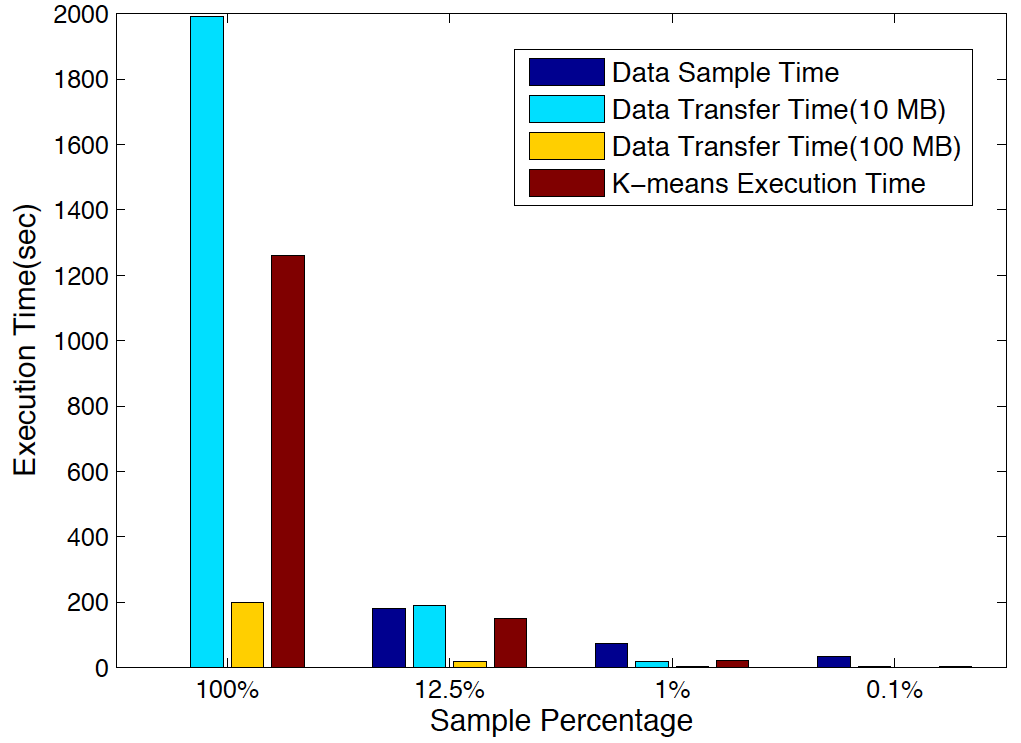 2000
1800
1600
1400
1200
1000
800
600
400
200
0
Execution Time(sec)
Data Sample Time
Data Transfer Time(10 MB)
Data Transfer Time(100 MB)
K−means Execution Time
100% 12.5% 1% 0.1%
Sample Percentage